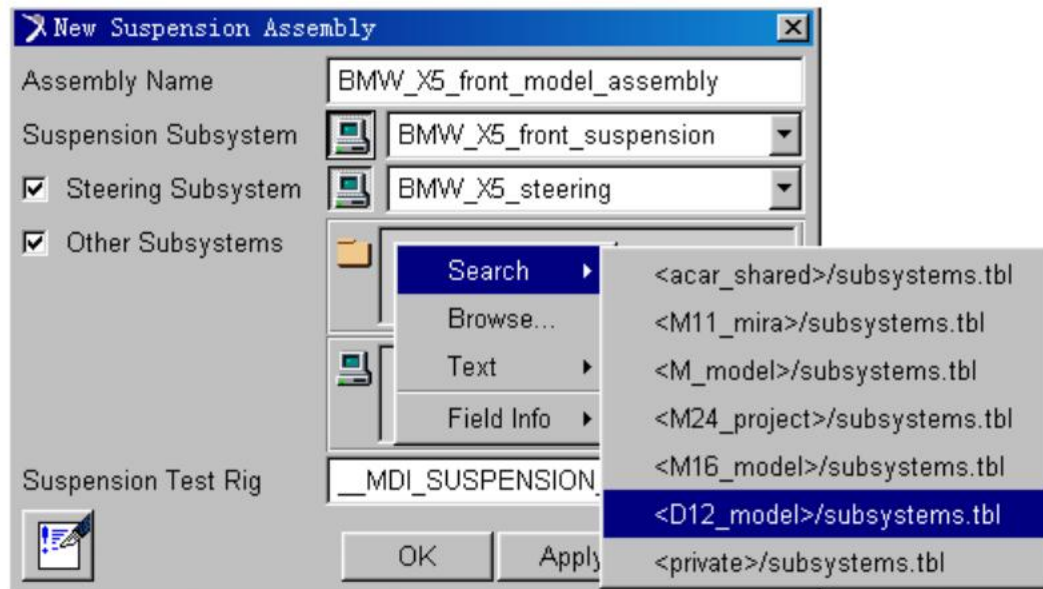 New Suspension Assembly
Assembly Name BMW_X5_front_model_assembly
Suspension Subsystem BMW_X5_front_suspension
Steering Subsystem BMW_X5_steering
Other Subsystems
Search
Browse...
Text
Field Info
<acar_shared>/subsystems.tbl
<M11_mira>/subsystems.tbl
<M_model>/subsystems.tbl
<M24_project>/subsystems.tbl
<M16_model>/subsystems.tbl
<D12_model>/subsystems.tbl
<private>/subsystems.tbl
Suspension Test Rig __MDI_SUSPENSION_
OK Apply